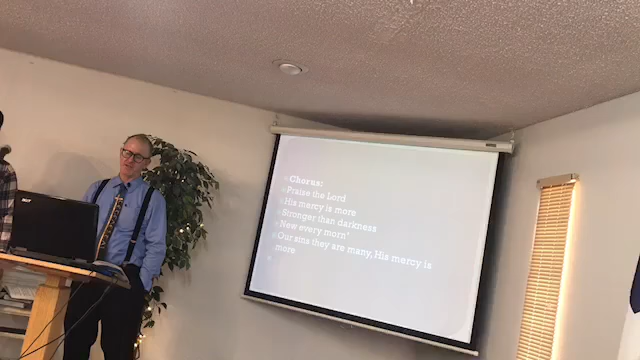 Chorus:
Praise the Lord
His mercy is more
Stronger than darkness
New every morn'
Our sins they are many, His mercy is
more
acer